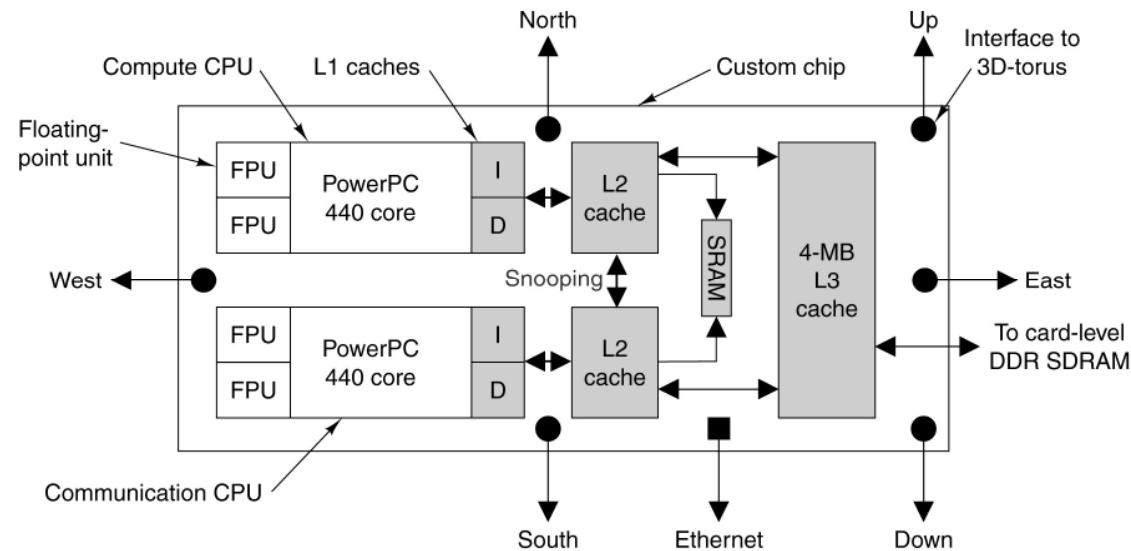 North
Up
Compute CPU
L1 caches
Custom chip
Interface to
3D-torus
Floating-
point unit
FPU
FPU
PowerPC
440 core
I
D
L2
cache
SRAM
4-MB
L3
cache
West
Snooping
East
FPU
FPU
PowerPC
440 core
I
D
L2
cache
To card-level
DDR SDRAM
Communication CPU
South
Ethernet
Down